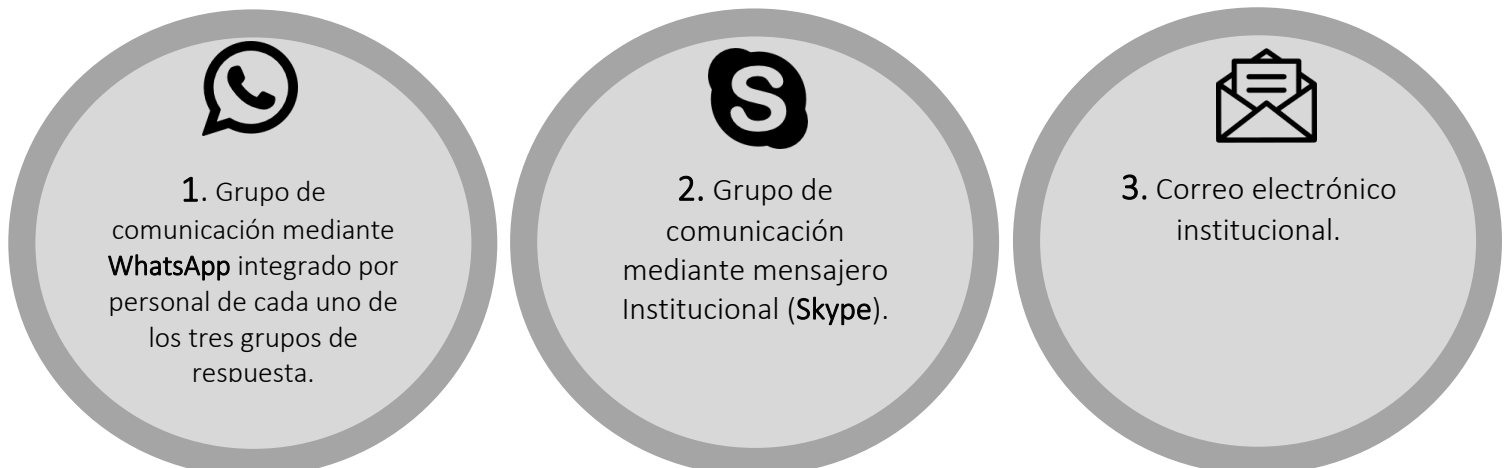 1. Grupo de
comunicación mediante
WhatsApp integrado por
personal de cada uno de
los tres grupos de
respuesta.
2. Grupo de
comunicación
mediante mensajero
Institucional (Skype).
3. Correo electrónico
institucional.